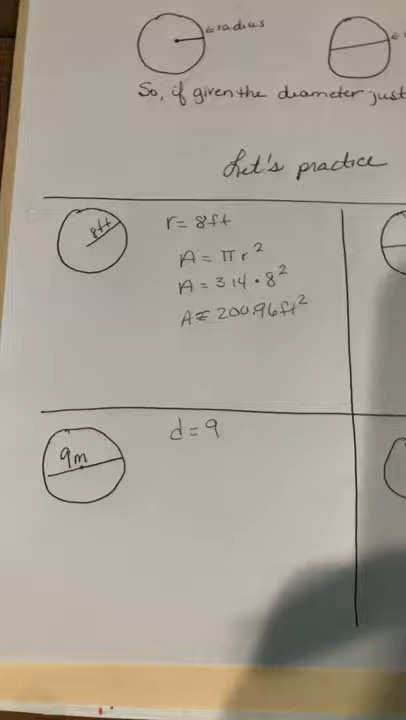 ←radius
So, if given the diameter just
Let's practice
8ft
r = 8ft
A = πr²
A = 3.14 • 8²
A = 200.96ft²
9m
d = 9